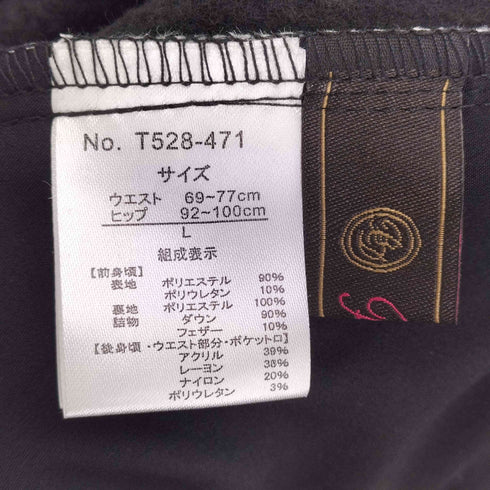 No. T528-471
サイズ
ウエスト 69~77cm
ヒップ 92~100cm
L
組成表示
【前身頃】
表地 ポリエステル 90%
ポリウレタン 10%
裏地 ポリエステル 100%
詰物 ダウン 90%
フェザー 10%
【後身頃・ウエスト部分・ポケット口】
アクリル 39%
レーヨン 38%
ナイロン 20%
ポリウレタン 3%